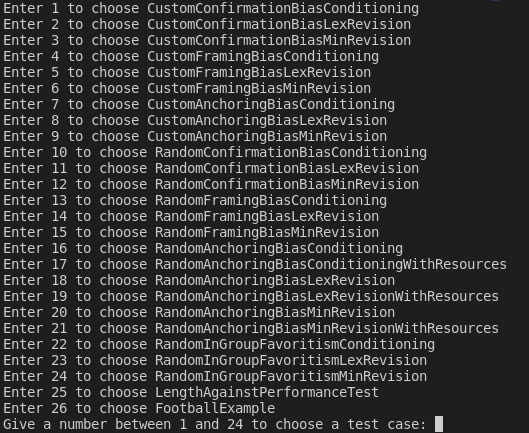 Enter 1 to choose CustomConfirmationBiasConditioning
Enter 2 to choose CustomConfirmationBiasLexRevision
Enter 3 to choose CustomConfirmationBiasMinRevision
Enter 4 to choose CustomFramingBiasConditioning
Enter 5 to choose CustomFramingBiasLexRevision
Enter 6 to choose CustomFramingBiasMinRevision
Enter 7 to choose CustomAnchoringBiasConditioning
Enter 8 to choose CustomAnchoringBiasLexRevision
Enter 9 to choose CustomAnchoringBiasMinRevision
Enter 10 to choose RandomConfirmationBiasConditioning
Enter 11 to choose RandomConfirmationBiasLexRevision
Enter 12 to choose RandomConfirmationBiasMinRevision
Enter 13 to choose RandomFramingBiasConditioning
Enter 14 to choose RandomFramingBiasLexRevision
Enter 15 to choose RandomFramingBiasMinRevision
Enter 16 to choose RandomAnchoringBiasConditioning
Enter 17 to choose RandomAnchoringBiasConditioningWithResources
Enter 18 to choose RandomAnchoringBiasLexRevision
Enter 19 to choose RandomAnchoringBiasLexRevisionWithResources
Enter 20 to choose RandomAnchoringBiasMinRevision
Enter 21 to choose RandomAnchoringBiasMinRevisionWithResources
Enter 22 to choose RandomInGroupFavoritismConditioning
Enter 23 to choose RandomInGroupFavoritismLexRevision
Enter 24 to choose RandomInGroupFavoritismMinRevision
Enter 25 to choose LengthAgainstPerformanceTest
Enter 26 to choose FootballExample
Give a number between 1 and 24 to choose a test case: